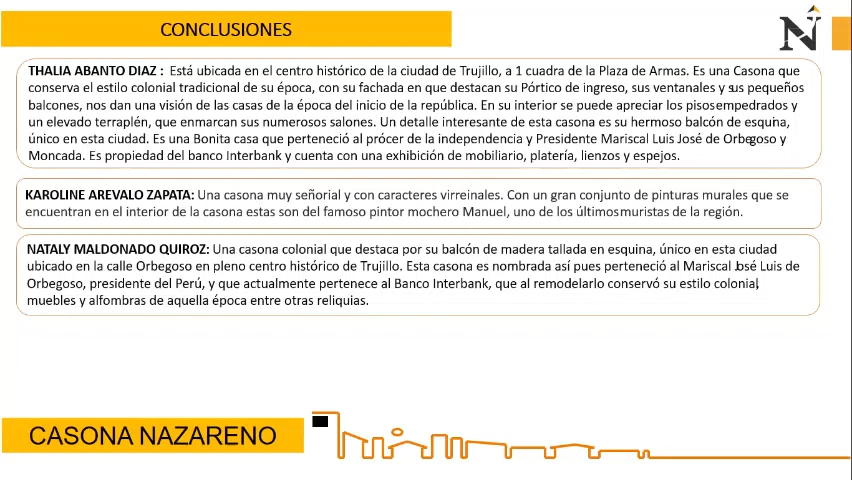 CONCLUSIONES
THALIA ABANTO DIAZ : Está ubicada en el centro histórico de la ciudad de Trujillo, a 1 cuadra de la Plaza de Armas. Es una Casona que
conserva el estilo colonial tradicional de su época, con su fachada en que destacan su Pórtico de ingreso, sus ventanales y sus pequeños
balcones, nos dan una visión de las casas de la época del inicio de la república. En su interior se puede apreciar los pisosempedrados y
un elevado terraplén, que enmarcan sus numerosos salones. Un detalle interesante de esta casona es su hermoso balcón de esquina,
único en esta ciudad. Es una Bonita casa que perteneció al prócer de la independencia y Presidente Mariscal Luis José de Orbegoso y
Moncada. Es propiedad del banco Interbank y cuenta con una exhibición de mobiliario, platería, lienzos y espejos.
KAROLINE AREVALO ZAPATA: Una casona muy señorial y con caracteres virreinales. Con un gran conjunto de pinturas murales que se
encuentran en el interior de la casona estas son del famoso pintor mochero Manuel, uno de los últimosmuristas de la región.
NATALY MALDONADO QUIROZ: Una casona colonial que destaca por su balcón de madera tallada en esquina, único en esta ciudad
ubicado en la calle Orbegoso en pleno centro histórico de Trujillo. Esta casona es nombrada así pues perteneció al Mariscal José Luis de
Orbegoso, presidente del Perú, y que actualmente pertenece al Banco Interbank, que al remodelarlo conservó su estilo colonial,
muebles y alfombras de aquella época entre otras reliquias.
CASONA NAZARENO